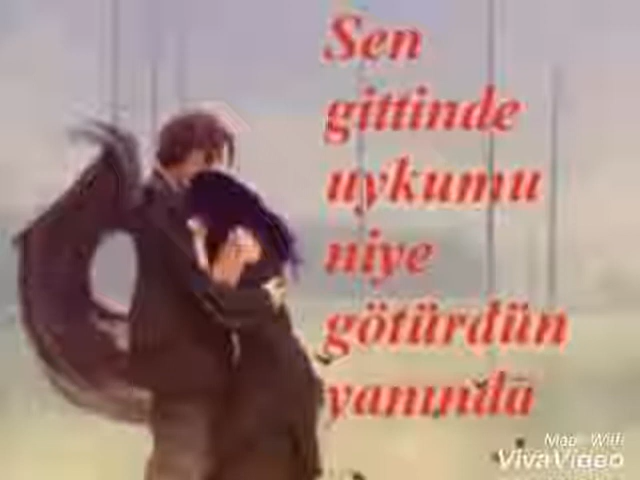 Sen
gittinde
uykumu
niye
götürdün
yanında
Made With
VivaVideo